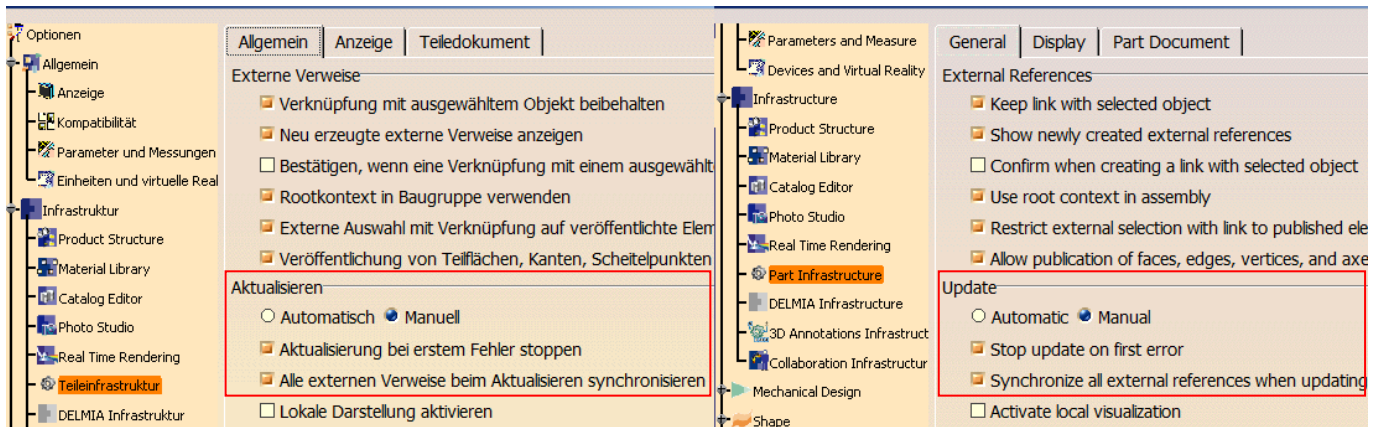 Optionen
Allgemein
Anzeige
Kompatibilität
Parameter und Messungen
Einheiten und virtuelle Real
Infrastruktur
Product Structure
Material Library
Catalog Editor
Photo Studio
Real Time Rendering
Teileinfrastruktur
DELMIA Infrastruktur
Allgemein Anzeige Teiledokument
Externe Verweise
Verknüpfung mit ausgewähltem Objekt beibehalten
Neu erzeugte externe Verweise anzeigen
Bestätigen, wenn eine Verknüpfung mit einem ausgewählt
Rootkontext in Baugruppe verwenden
Externe Auswahl mit Verknüpfung auf veröffentlichte Elem
Veröffentlichung von Teilflächen, Kanten, Scheitelpunkten
Aktualisieren
Automatisch Manuell
Aktualisierung bei erstem Fehler stoppen
Alle externen Verweise beim Aktualisieren synchronisieren
Lokale Darstellung aktivieren
Parameters and Measure
Devices and Virtual Reality
Infrastructure
Product Structure
Material Library
Catalog Editor
Photo Studio
Real Time Rendering
Part Infrastructure
DELMIA Infrastructure
3D Annotations Infrastruct
Collaboration Infrastructur
Mechanical Design
Shape
General Display Part Document
External References
Keep link with selected object
Show newly created external references
Confirm when creating a link with selected object
Use root context in assembly
Restrict external selection with link to published ele
Allow publication of faces, edges, vertices, and axe
Update
Automatic Manual
Stop update on first error
Synchronize all external references when updating
Activate local visualization